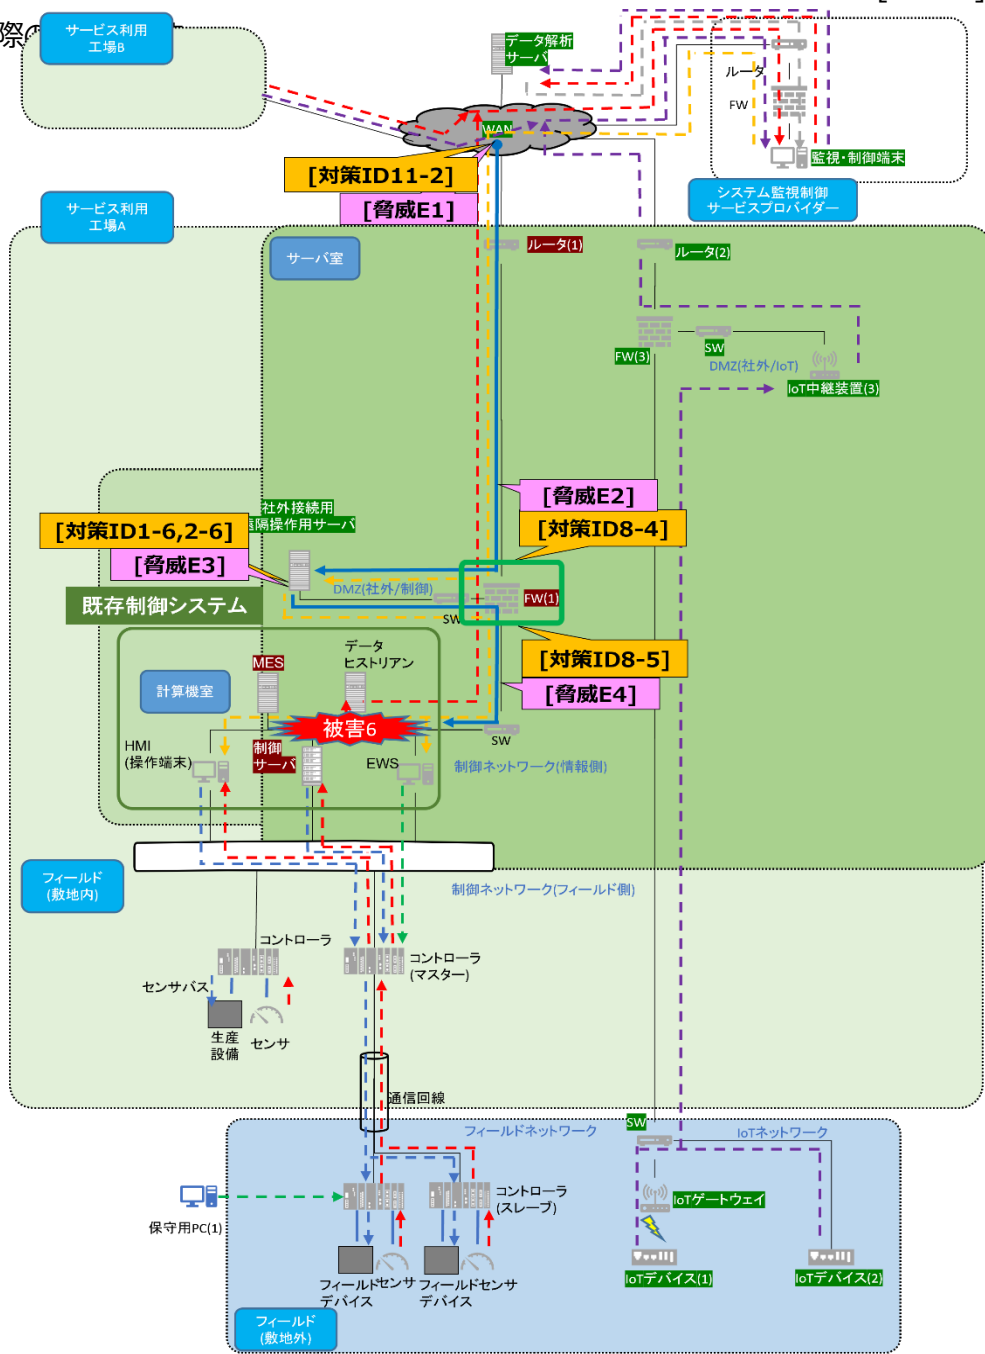 際の
サービス利用
工場B
データ解析
サーバ
ルータ
FW
WAN
監視・制御端末
[対策ID11-2]
[脅威E1]
システム監視制御
サービスプロバイダー
サービス利用
工場A
サーバ室
ルータ(1)
ルータ(2)
FW(3)
SW
DMZ(社外/IoT)
IoT中継装置(3)
[脅威E2]
[対策ID8-4]
社外接続用
遠隔操作用サーバ
[対策ID1-6,2-6]
[脅威E3]
DMZ(社外/制御)
SW
FW(1)
既存制御システム
[対策ID8-5]
[脅威E4]
データ
ヒストリアン
MES
計算機室
被害6
SW
HMI
(操作端末)
制御
サーバ
EWS
制御ネットワーク(情報側)
フィールド
(敷地内)
制御ネットワーク(フィールド側)
コントローラ
コントローラ
(マスター)
センサバス
生産
設備
センサ
通信回線
フィールドネットワーク
SW
IoTネットワーク
保守用PC(1)
コントローラ
(スレーブ)
IoTゲートウェイ
フィールド
デバイス
センサ
フィールド
デバイス
センサ
IoTデバイス(1)
IoTデバイス(2)
フィールド
(敷地外)